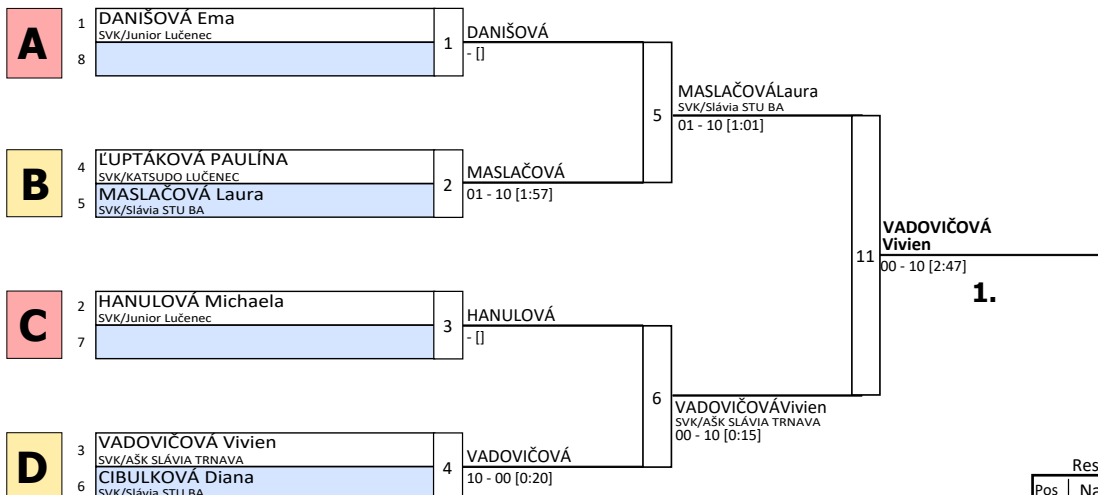 A
1
DANIŠOVÁ Ema
SVK/Junior Lučenec
8
1
DANIŠOVÁ
- []
B
4
ĽUPTÁKOVÁ PAULÍNA
SVK/KATSUDO LUČENEC
5
MASLAČOVÁ Laura
SVK/Slávia STU BA
2
MASLAČOVÁ
01 - 10 [1:57]
5
MASLAČOVÁLaura
SVK/Slávia STU BA
01 - 10 [1:01]
C
2
HANULOVÁ Michaela
SVK/Junior Lučenec
7
3
HANULOVÁ
- []
D
3
VADOVIČOVÁ Vivien
SVK/AŠK SLÁVIA TRNAVA
6
CIBULKOVÁ Diana
SVK/Slávia STU BA
4
VADOVIČOVÁ
10 - 00 [0:20]
6
VADOVIČOVÁVivien
SVK/AŠK SLÁVIA TRNAVA
00 - 10 [0:15]
11
VADOVIČOVÁ
Vivien
00 - 10 [2:47]
1.
Res
Pos Na